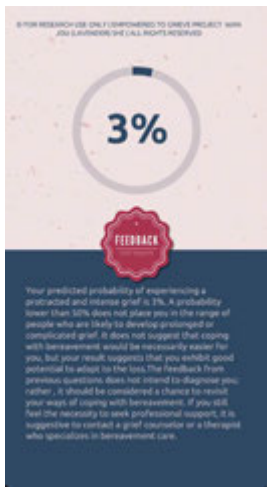 © FOR RESEARCH USE ONLY | EMPOWERED TO GRIEVE PROJECT WAN
JOU (LAVENDER) SHE | ALL RIGHTS RESERVED
3%
FEEDBACK
Your predicted probability of experiencing a
protracted and intense grief is 3%. A probability
lower than 50% does not place you in the range of
people who are likely to develop prolonged or
complicated grief. It does not suggest that coping
with bereavement would be necessarily easier for
you, but your result suggests that you exhibit good
potential to adapt to the loss.The feedback from
previous questions does not intend to diagnose you;
rather , it should be considered a chance to revisit
your ways of coping with bereavement. If you still
feel the necessity to seek professional support, it is
suggestive to contact a grief counselor or a therapist
who specializes in bereavement care.